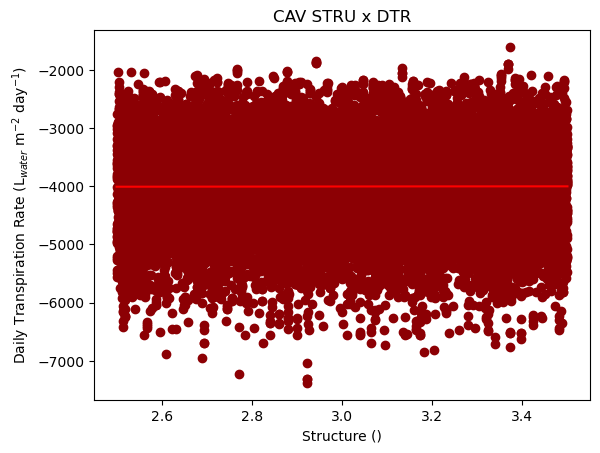 CAV STRU x DTR
Daily Transpiration Rate (L_water m⁻² day⁻¹)
−2000
−3000
−4000
−5000
−6000
−7000
2.6 2.8 3.0 3.2 3.4
Structure ()